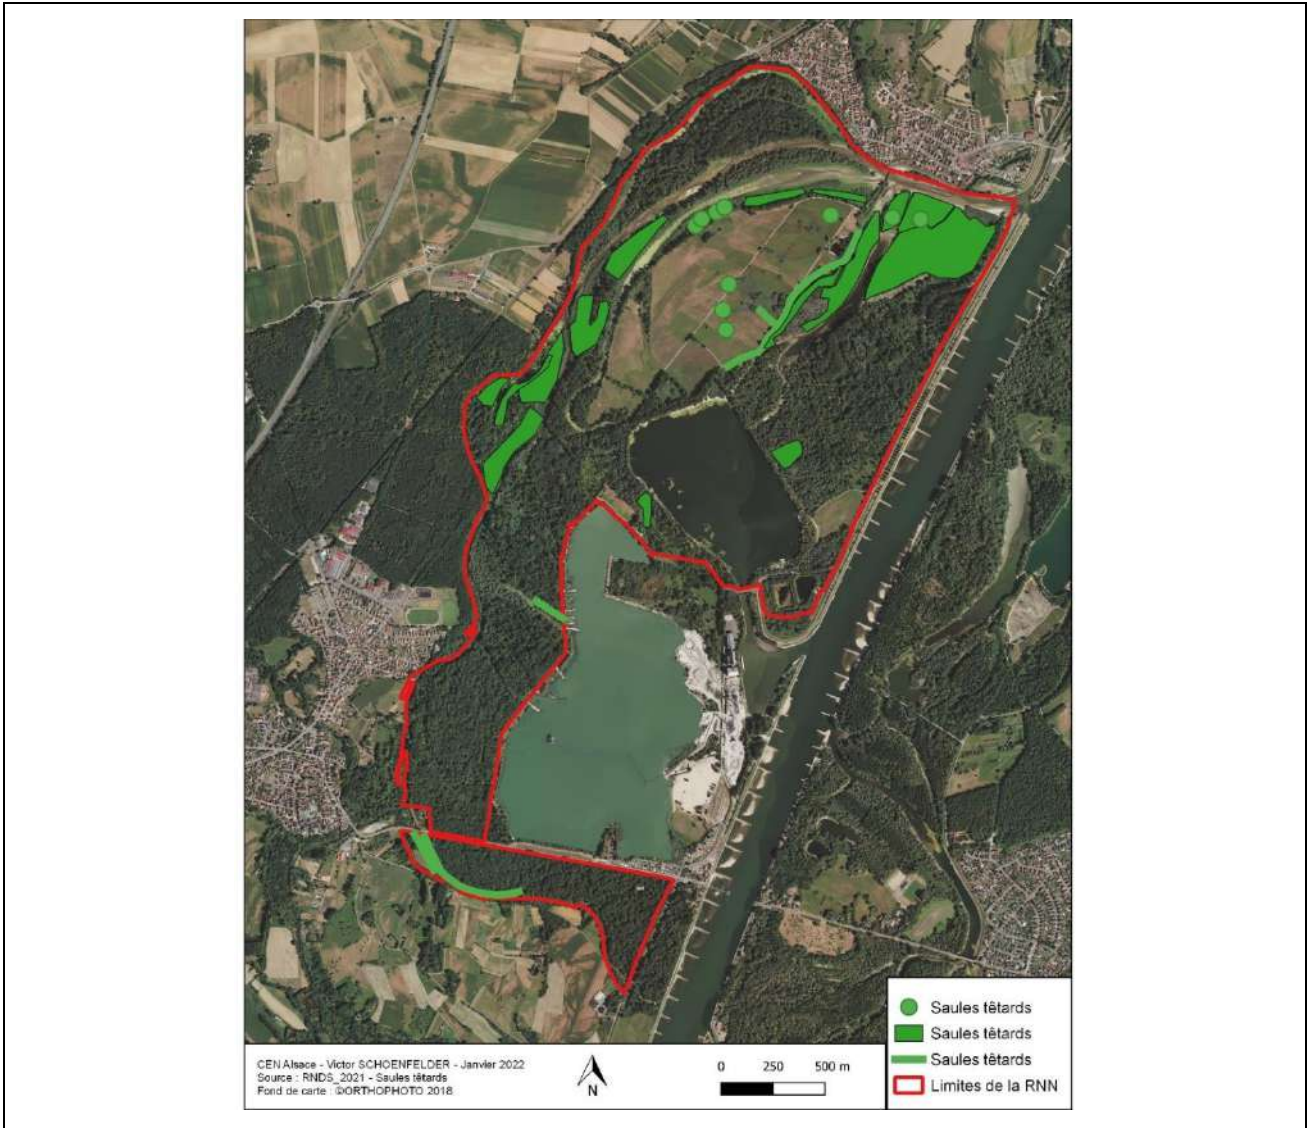 Saules têtards
Saules têtards
Saules têtards
Limites de la RNN
CEN Alsace - Victor SCHOENFELDER - Janvier 2022
Source : RNDS_2021 - Saules têtards
Fond de carte : ©ORTHOPHOTO 2018
N
0 250 500 m